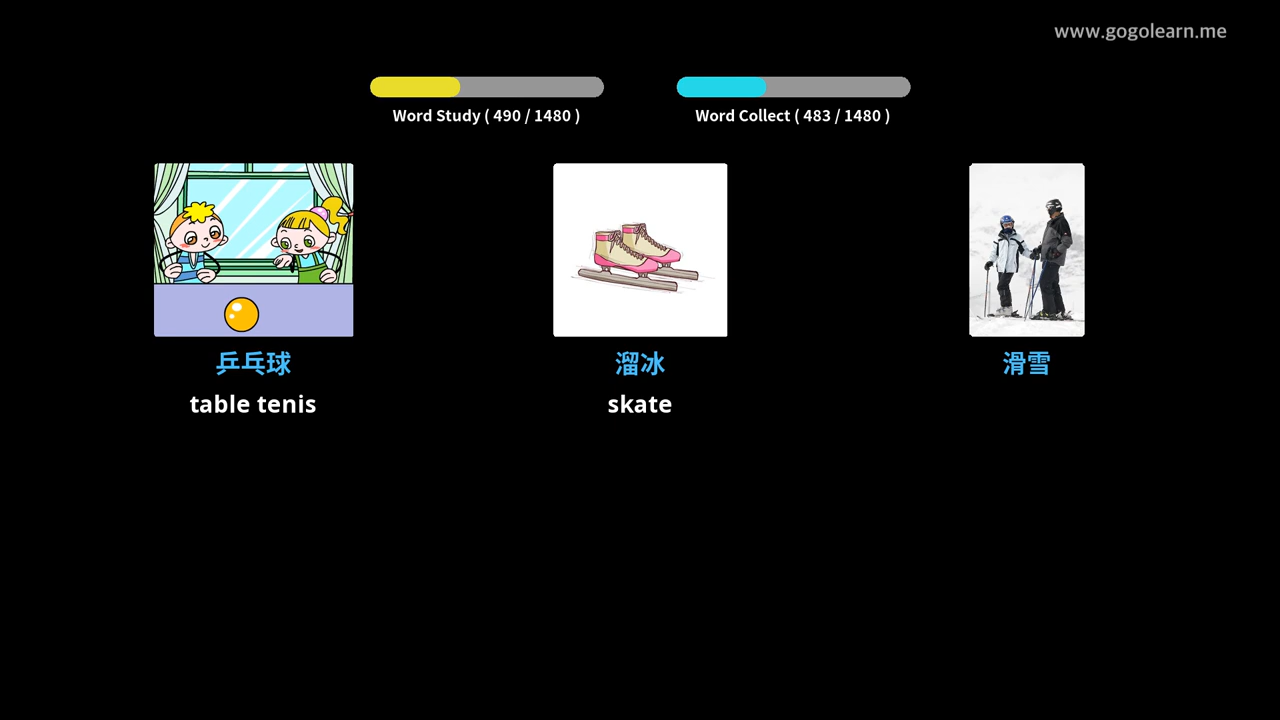 www.gogolearn.me
Word Study ( 490 / 1480 )
Word Collect ( 483 / 1480 )
乒乓球
溜冰
滑雪
table tenis
skate